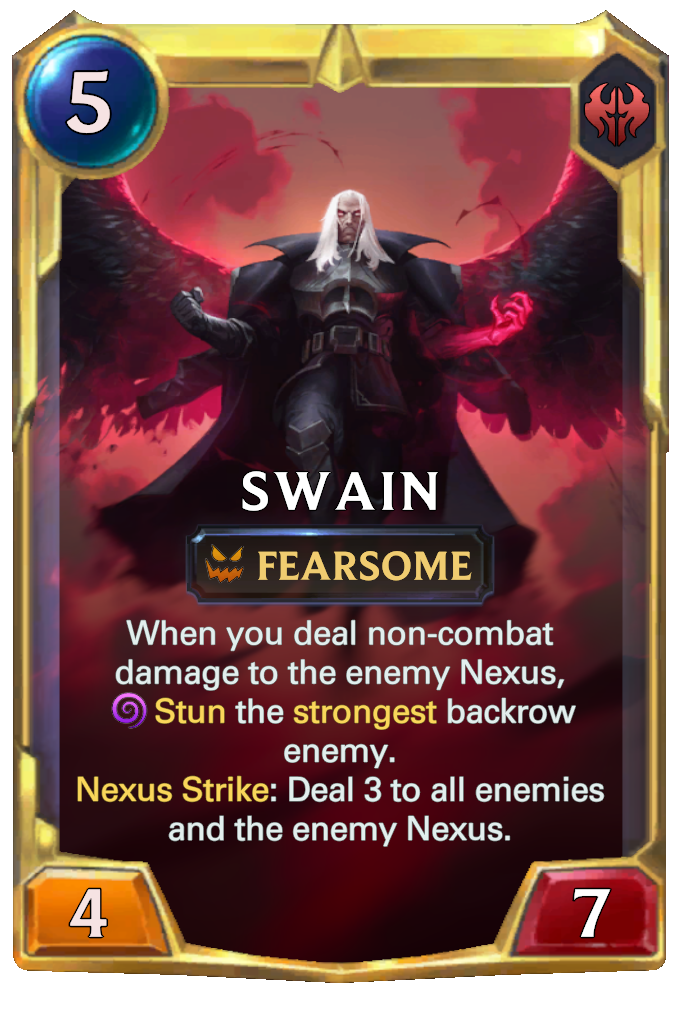 5
SWAIN
FEARSOME
When you deal non-combat
damage to the enemy Nexus,
Stun the strongest backrow
enemy.
Nexus Strike: Deal 3 to all enemies
and the enemy Nexus.
4
7